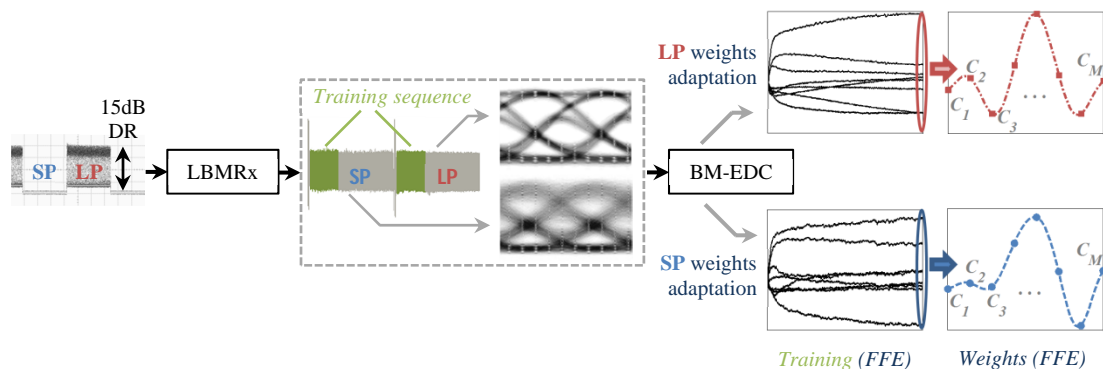 15dB
DR
SP
LP
LBMRx
Training sequence
SP
LP
BM-EDC
LP weights
adaptation
SP weights
adaptation
C1
C2
C3
...
CM
C1
C2
C3
...
CM
Training (FFE)
Weights (FFE)